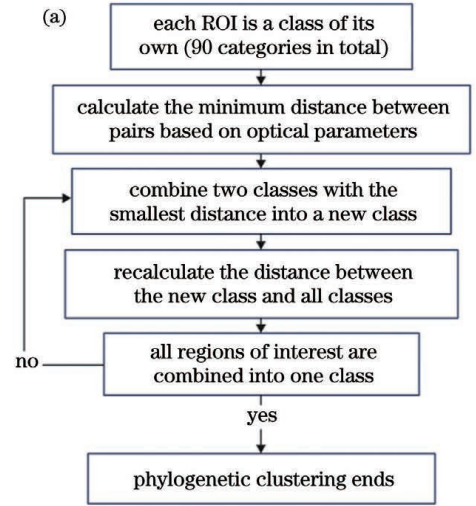 (a)
each ROI is a class of its
own (90 categories in total)
calculate the minimum distance between
pairs based on optical parameters
combine two classes with the
smallest distance into a new class
recalculate the distance between
the new class and all classes
all regions of interest are
combined into one class
no
yes
phylogenetic clustering ends